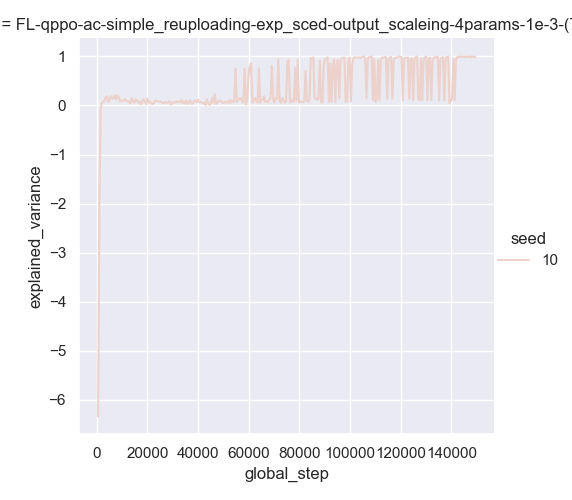 = FL-qppo-ac-simple_reuploading-exp_sced-output_scaleing-4params-1e-3-(
1
0
−1
−2
−3
−4
−5
−6
explained_variance
0 20000 40000 60000 80000 100000 120000 140000
global_step
seed
10